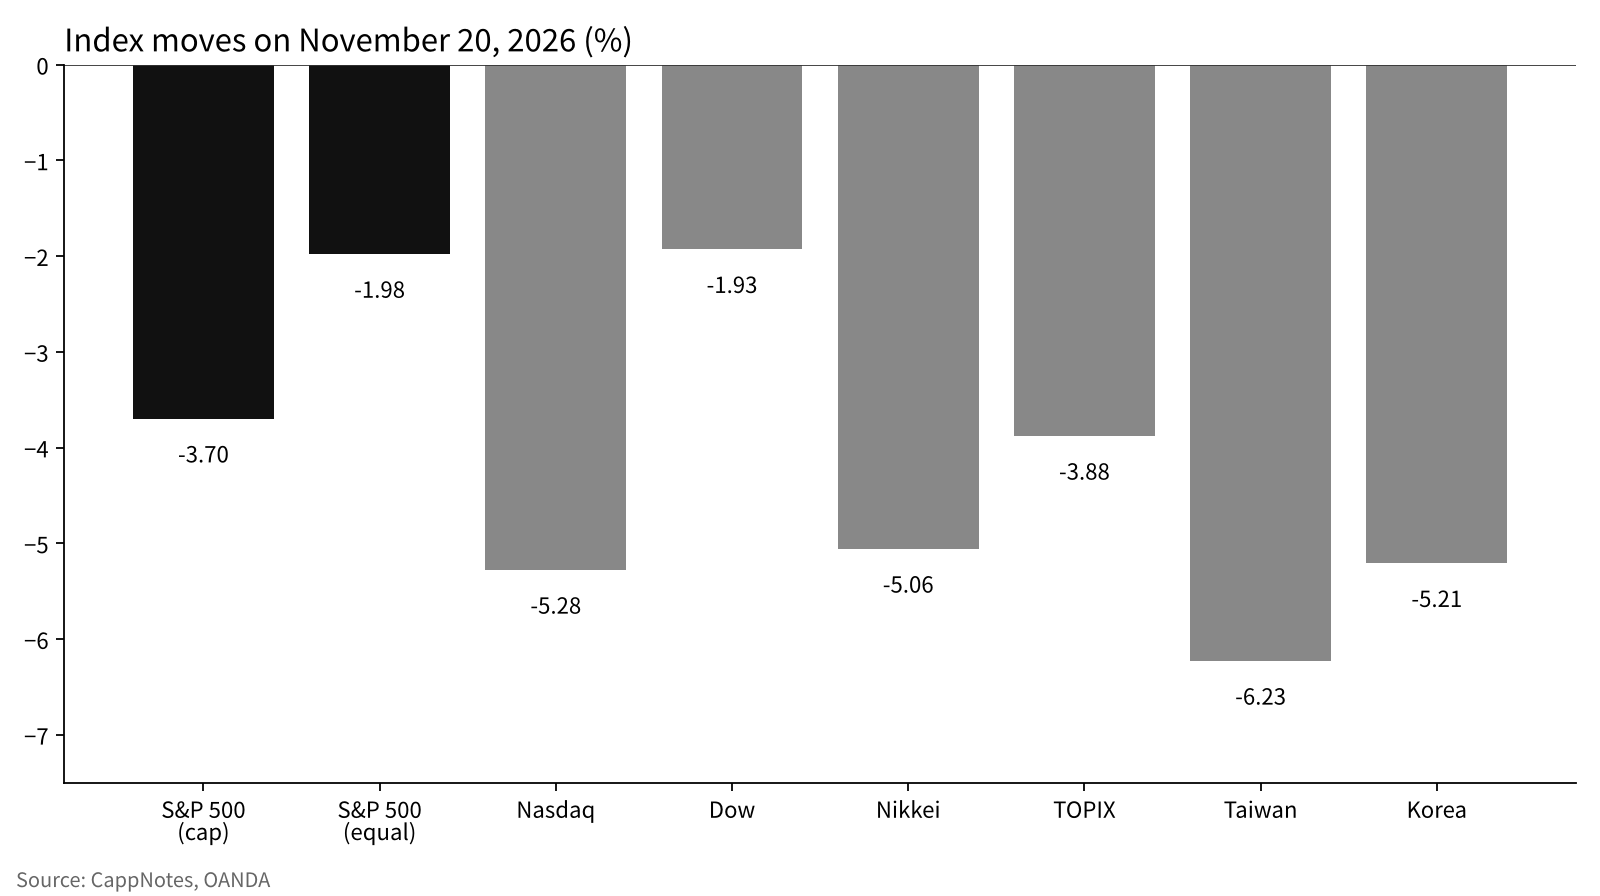 Index moves on November 20, 2026 (%)
0
−1
−2
−3
−4
−5
−6
−7
-3.70
-1.98
-5.28
-1.93
-5.06
-3.88
-6.23
-5.21
S&P 500
(cap)
S&P 500
(equal)
Nasdaq
Dow
Nikkei
TOPIX
Taiwan
Korea
Source: CappNotes, OANDA